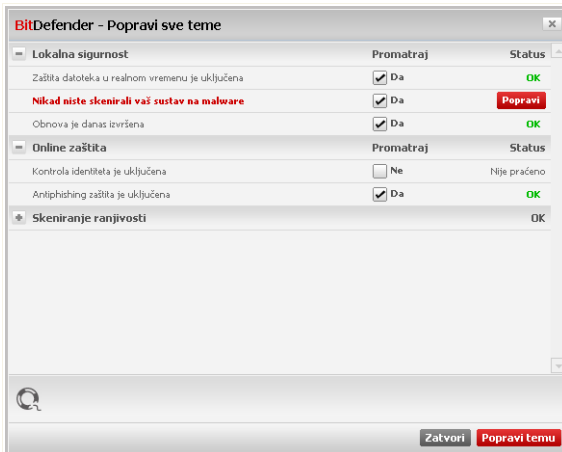 BitDefender - Popravi sve teme
Lokalna sigurnost Promatraj Status
Zaštita datoteka u realnom vremenu je uključena Da OK
Nikad niste skenirali vaš sustav na malware Da Popravi
Obnova je danas izvršena Da OK
Online zaštita Promatraj Status
Kontrola identiteta je uključena Ne Nije praćeno
Antiphishing zaštita je uključena Da OK
Skeniranje ranjivosti OK
Zatvori Popravi temu